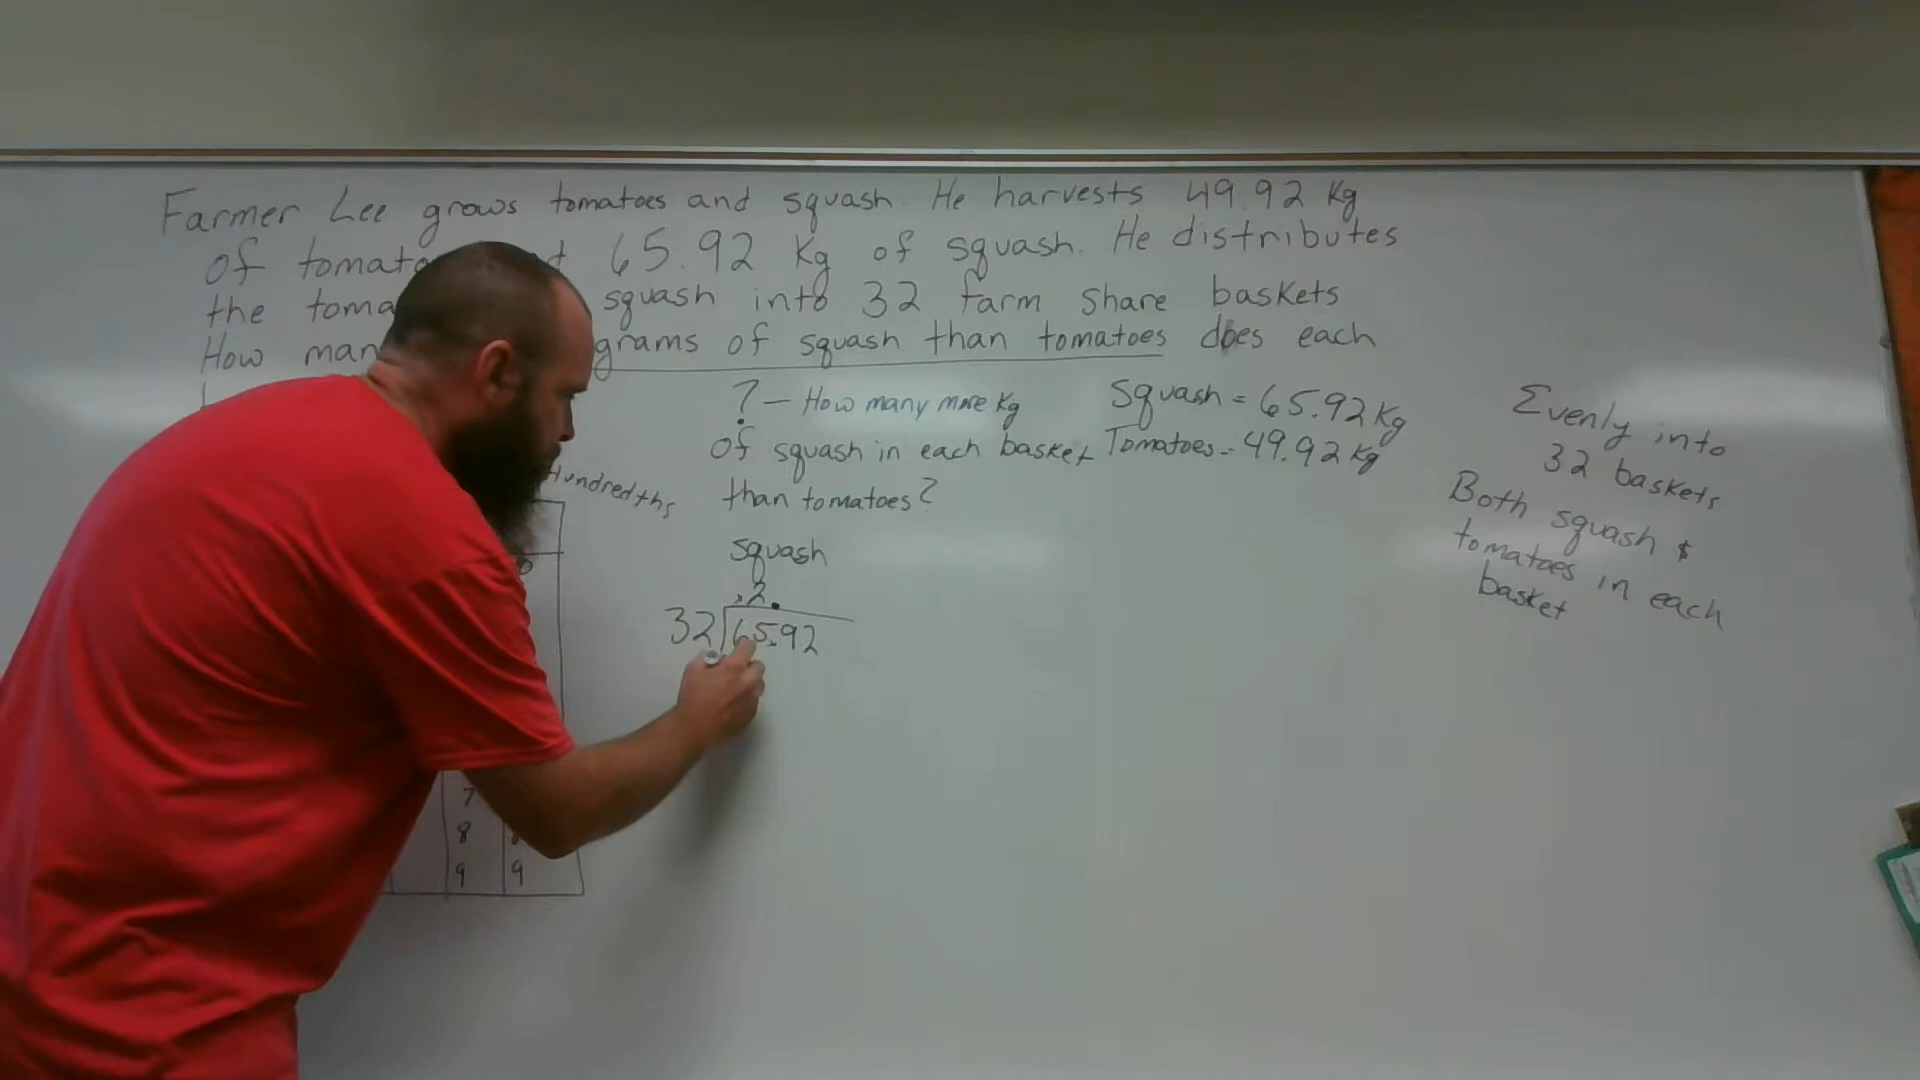 Farmer Lee grows tomatoes and squash. He harvests 49.92 Kg
of 65.92 Kg of squash. He distributes
the squash into 32 farm share baskets
How grams of squash than tomatoes does each
? - How many more Kg
of squash in each basket
than tomatoes?
Squash = 65.92 Kg
Tomatoes = 49.92 Kg
Evenly into
32 baskets
Both squash &
tomatoes in each
basket
Hundredths
squash
2.
32 65.92
7
8
9 9